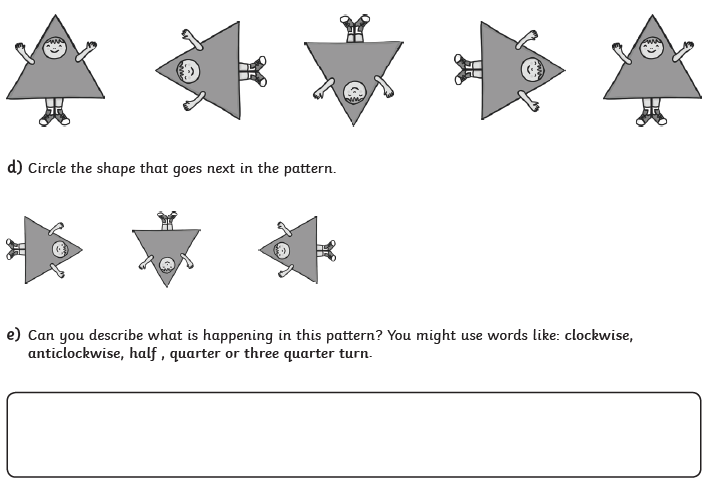 d) Circle the shape that goes next in the pattern.
e) Can you describe what is happening in this pattern? You might use words like: clockwise,
anticlockwise, half , quarter or three quarter turn.